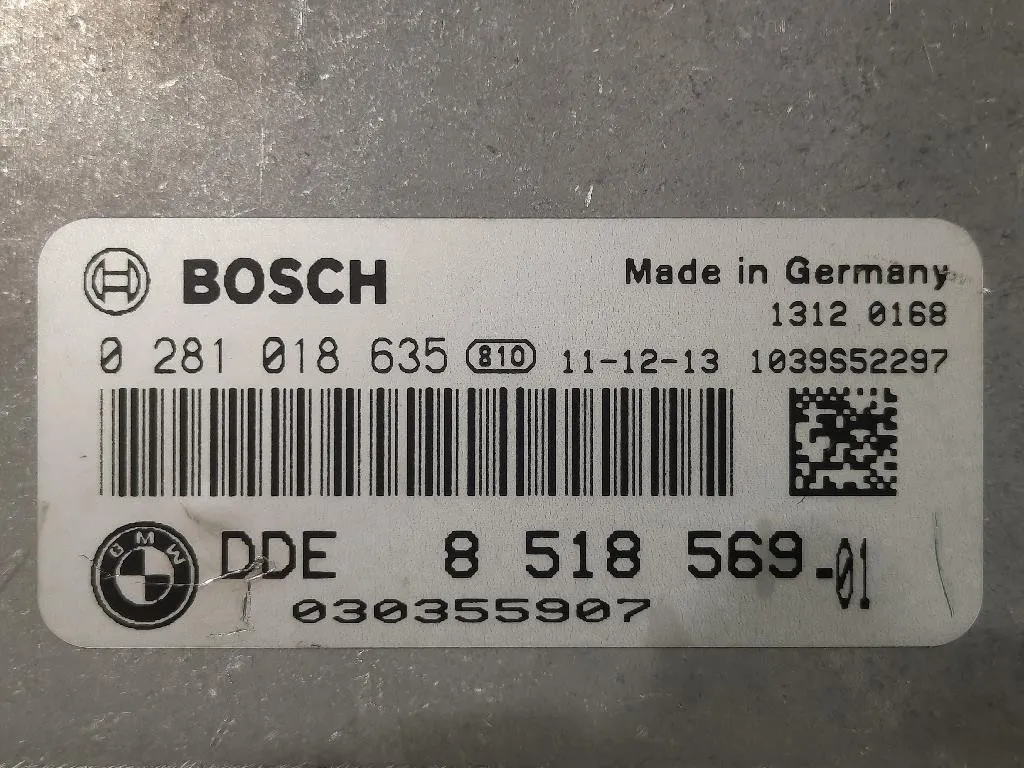 BOSCH
Made in Germany
1312 0168
0 281 018 635 810 11-12-13 1039S52297
BMW
DDE 8 518 569-01
030355907